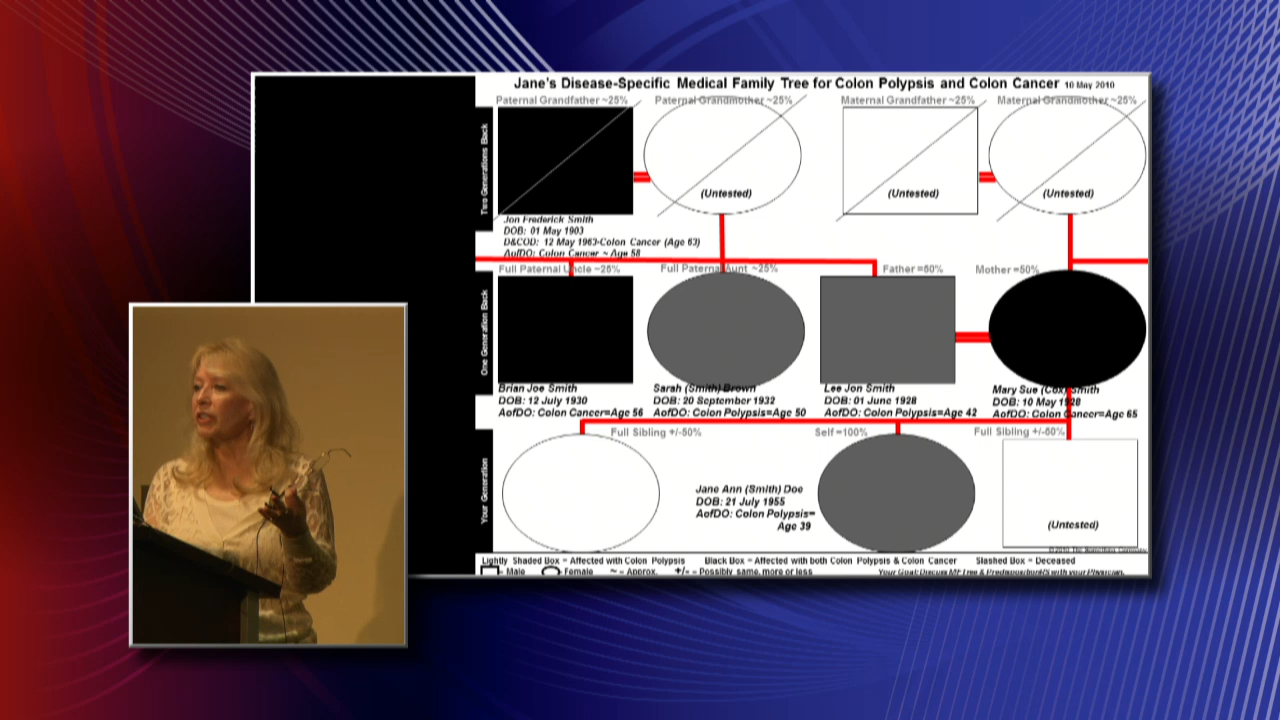 Jane's Disease-Specific Medical Family Tree for Colon Polypsis and Colon Cancer 10 May 2010
Paternal Grandfather ~25% Paternal Grandmother ~25% Maternal Grandfather ~25% Maternal Grandmother ~25%
Two Generations Back
(Untested) (Untested) (Untested)
Jon Frederick Smith
DOB: 01 May 1903
D&COD: 12 May 1963-Colon Cancer (Age 63)
AofDO: Colon Cancer ~ Age 58
Full Paternal Uncle ~25% Full Paternal Aunt ~25% Father =50% Mother =50%
One Generation Back
Brian Joe Smith
DOB: 12 July 1930
AofDO: Colon Cancer=Age 56
Sarah (Smith) Brown
DOB: 20 September 1932
AofDO: Colon Polypsis=Age 50
Lee Jon Smith
DOB: 01 June 1928
AofDO: Colon Polypsis=Age 42
Mary Sue (Cox) Smith
DOB: 10 May 1928
AofDO: Colon Cancer=Age 65
Full Sibling +/-50% Self =100% Full Sibling +/-50%
Your Generation
Jane Ann (Smith) Doe
DOB: 21 July 1955
AofDO: Colon Polypsis=
Age 39
(Untested)
Lightly Shaded Box = Affected with Colon Polypsis Black Box = Affected with both Colon Polypsis & Colon Cancer Slashed Box = Deceased
= Male = Female ~ = Approx. +/- = Possibly same, more or less Your Goal: Discuss MF Tree & with your Physician.